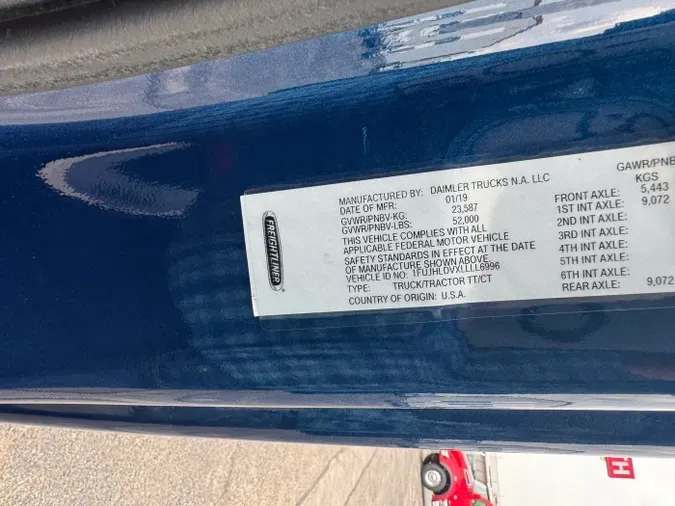 FREIGHTLINER
MANUFACTURED BY: DAIMLER TRUCKS N.A. LLC
DATE OF MFR: 01/19
GVWR/PNBV-KG: 23,587
GVWR/PNBV-LBS: 52,000
THIS VEHICLE COMPLIES WITH ALL
APPLICABLE FEDERAL MOTOR VEHICLE
SAFETY STANDARDS IN EFFECT AT THE DATE
OF MANUFACTURE SHOWN ABOVE
VEHICLE ID NO: 1FUJHLDVXLLLL6996
TYPE: TRUCK/TRACTOR TT/CT
COUNTRY OF ORIGIN: U.S.A.
GAWR/PNB
KGS
FRONT AXLE: 5,443
1ST INT AXLE: 9,072
2ND INT AXLE:
3RD INT AXLE:
4TH INT AXLE:
5TH INT AXLE:
6TH INT AXLE:
REAR AXLE: 9,072
H